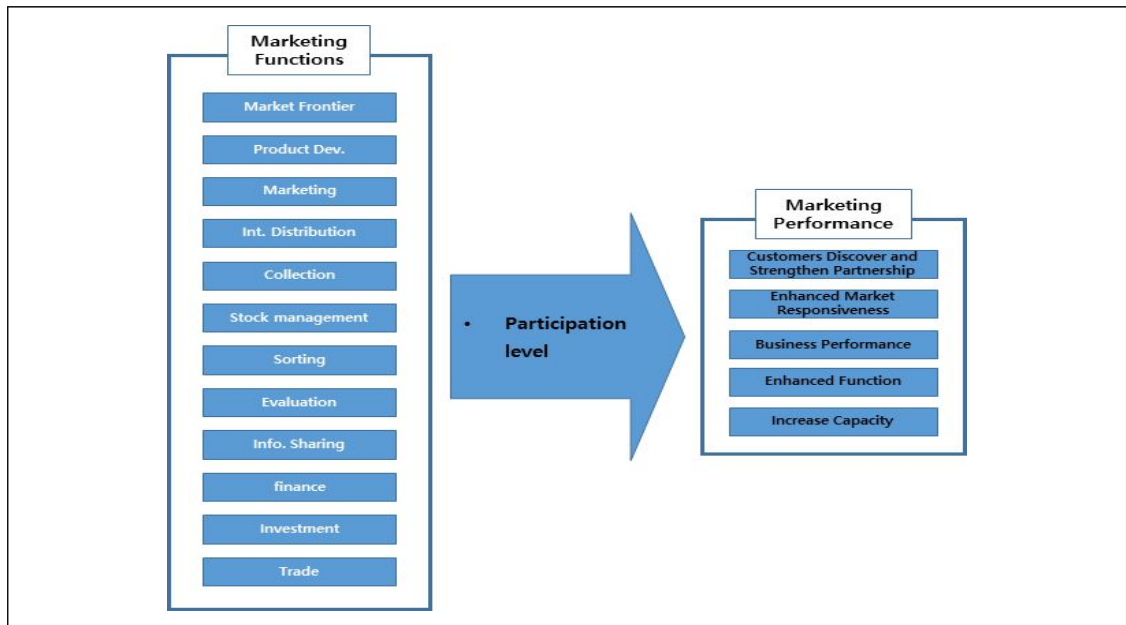 Marketing
Functions
Market Frontier
Product Dev.
Marketing
Int. Distribution
Collection
Stock management
Sorting
Evaluation
Info. Sharing
finance
Investment
Trade
• Participation
level
Marketing
Performance
Customers Discover and
Strengthen Partnership
Enhanced Market
Responsiveness
Business Performance
Enhanced Function
Increase Capacity